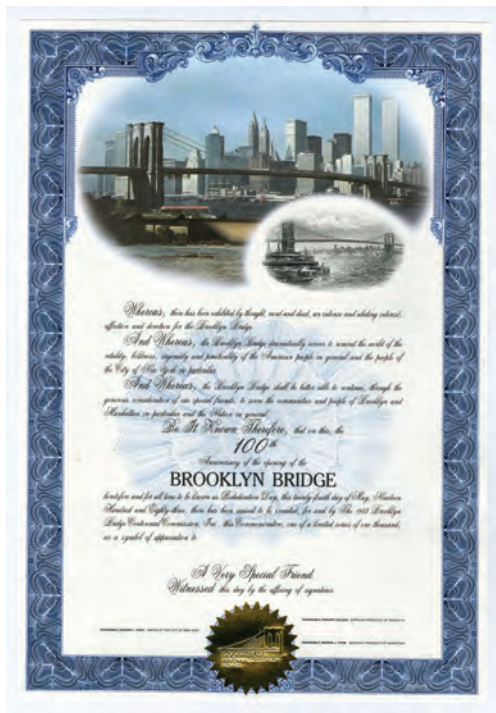 Whereas, there has been exhibited by thought, word and deed, an intense and abiding interest,
affection and devotion for the Brooklyn Bridge.
And Whereas, the Brooklyn Bridge dramatically serves to remind the world of the
vitality, boldness, ingenuity and practicality of the American people in general and the people of
the City of New York in particular.
And Whereas, the Brooklyn Bridge shall be better able to continue, through the
generous consideration of our special friends, to serve the communities and people of Brooklyn and
Manhattan in particular and the Nation in general.
Be It Known Therefore, that on this, the
100th
Anniversary of the opening of the
BROOKLYN BRIDGE
heretofore and for all time to be known as Rededication Day, this twenty-fourth day of May, Nineteen
Hundred and Eighty-three, there has been caused to be created, for and by The 1983 Brooklyn
Bridge Centennial Commission, Inc., this Commemorative, one of a limited series of one thousand,
as a symbol of appreciation to
A Very Special Friend
Witnessed this day by the affixing of signatures